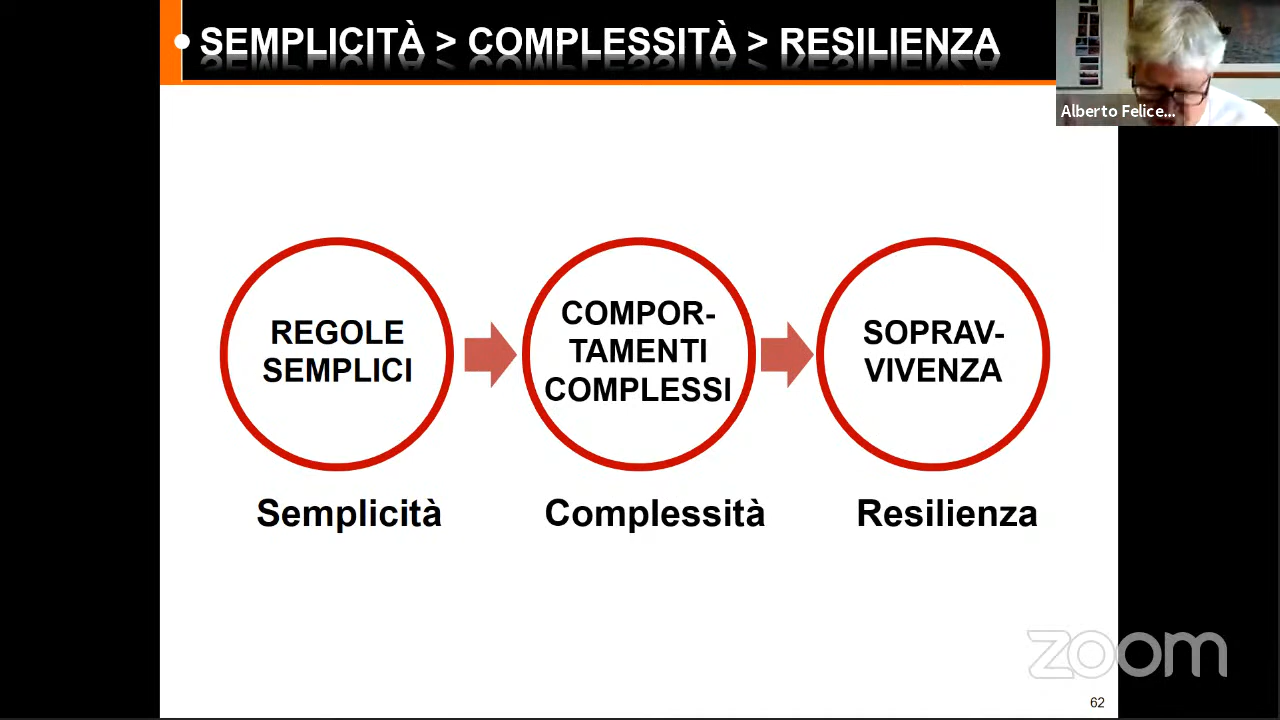 SEMPLICITÀ > COMPLESSITÀ > RESILIENZA
Alberto Felice...
REGOLE
SEMPLICI
COMPOR-
TAMENTI
COMPLESSI
SOPRAV-
VIVENZA
Semplicità
Complessità
Resilienza
zoom
62